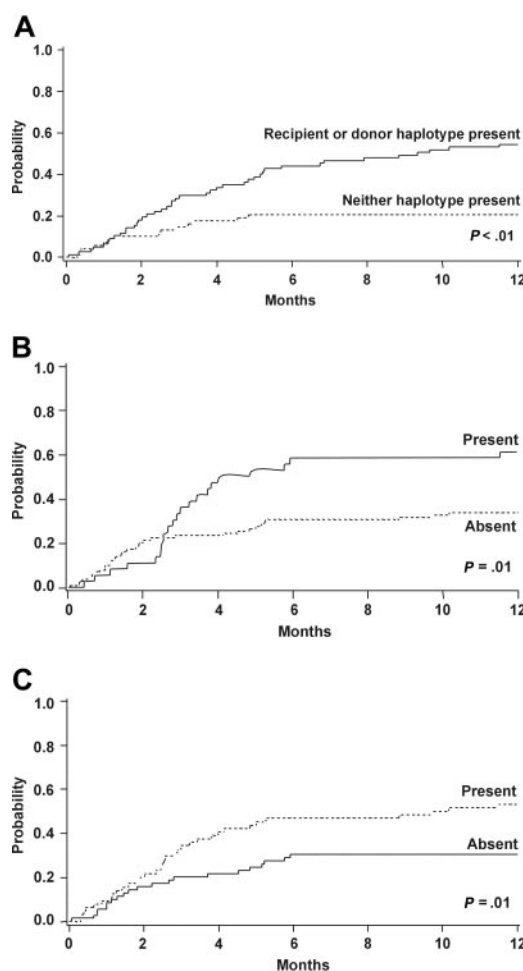 A
1.0
0.8
Recipient or donor haplotype present
0.6
0.4
Neither haplotype present
0.2
P < .01
0.0
0 2 4 6 8 10 12
Probability
Months
B
1.0
0.8
Present
0.6
0.4
Absent
0.2
P = .01
0.0
0 2 4 6 8 10 12
Probability
Months
C
1.0
0.8
Present
0.6
0.4
Absent
0.2
P = .01
0.0
0 2 4 6 8 10 12
Probability
Months